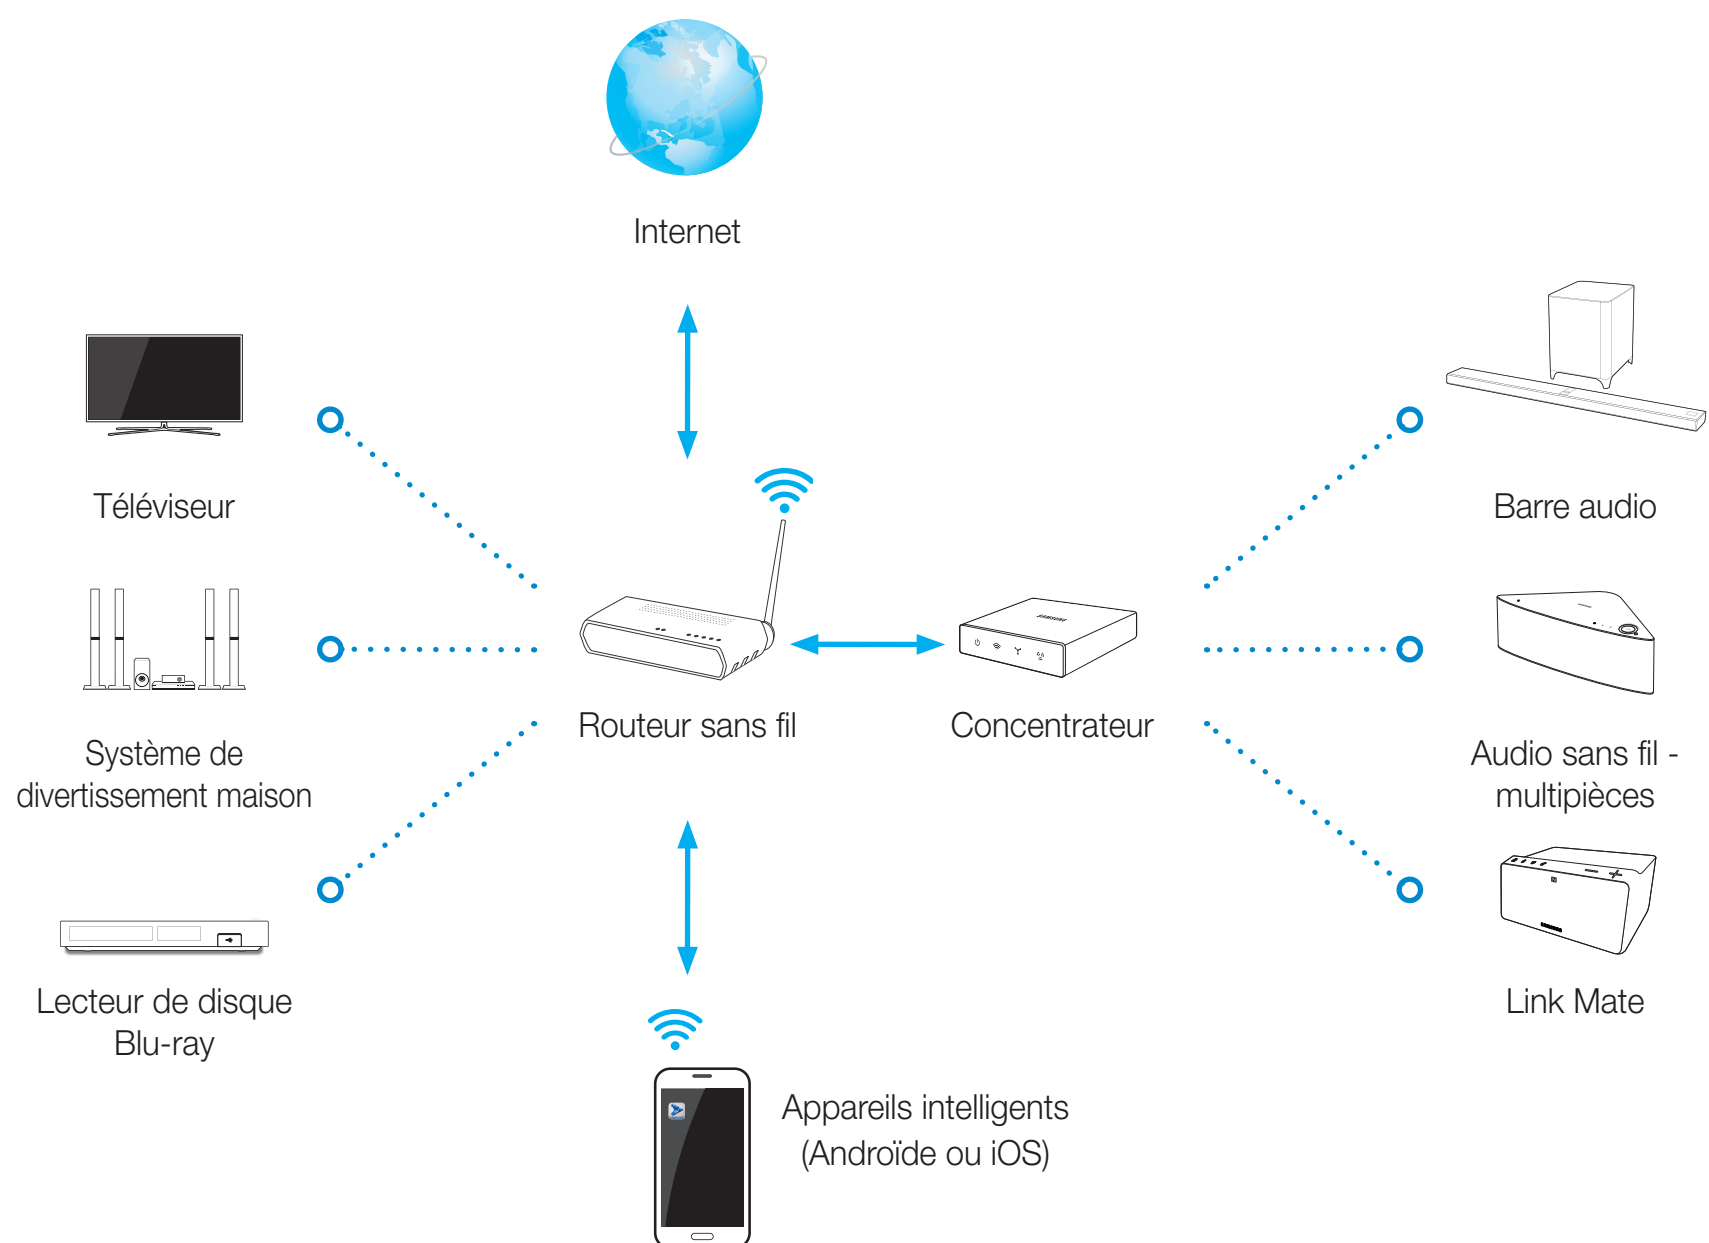 Internet
Téléviseur
Barre audio
SAMSUNG
Routeur sans fil
Concentrateur
Système de
divertissement maison
Audio sans fil -
multipièces
Lecteur de disque
Blu-ray
Link Mate
Appareils intelligents
(Androïde ou iOS)